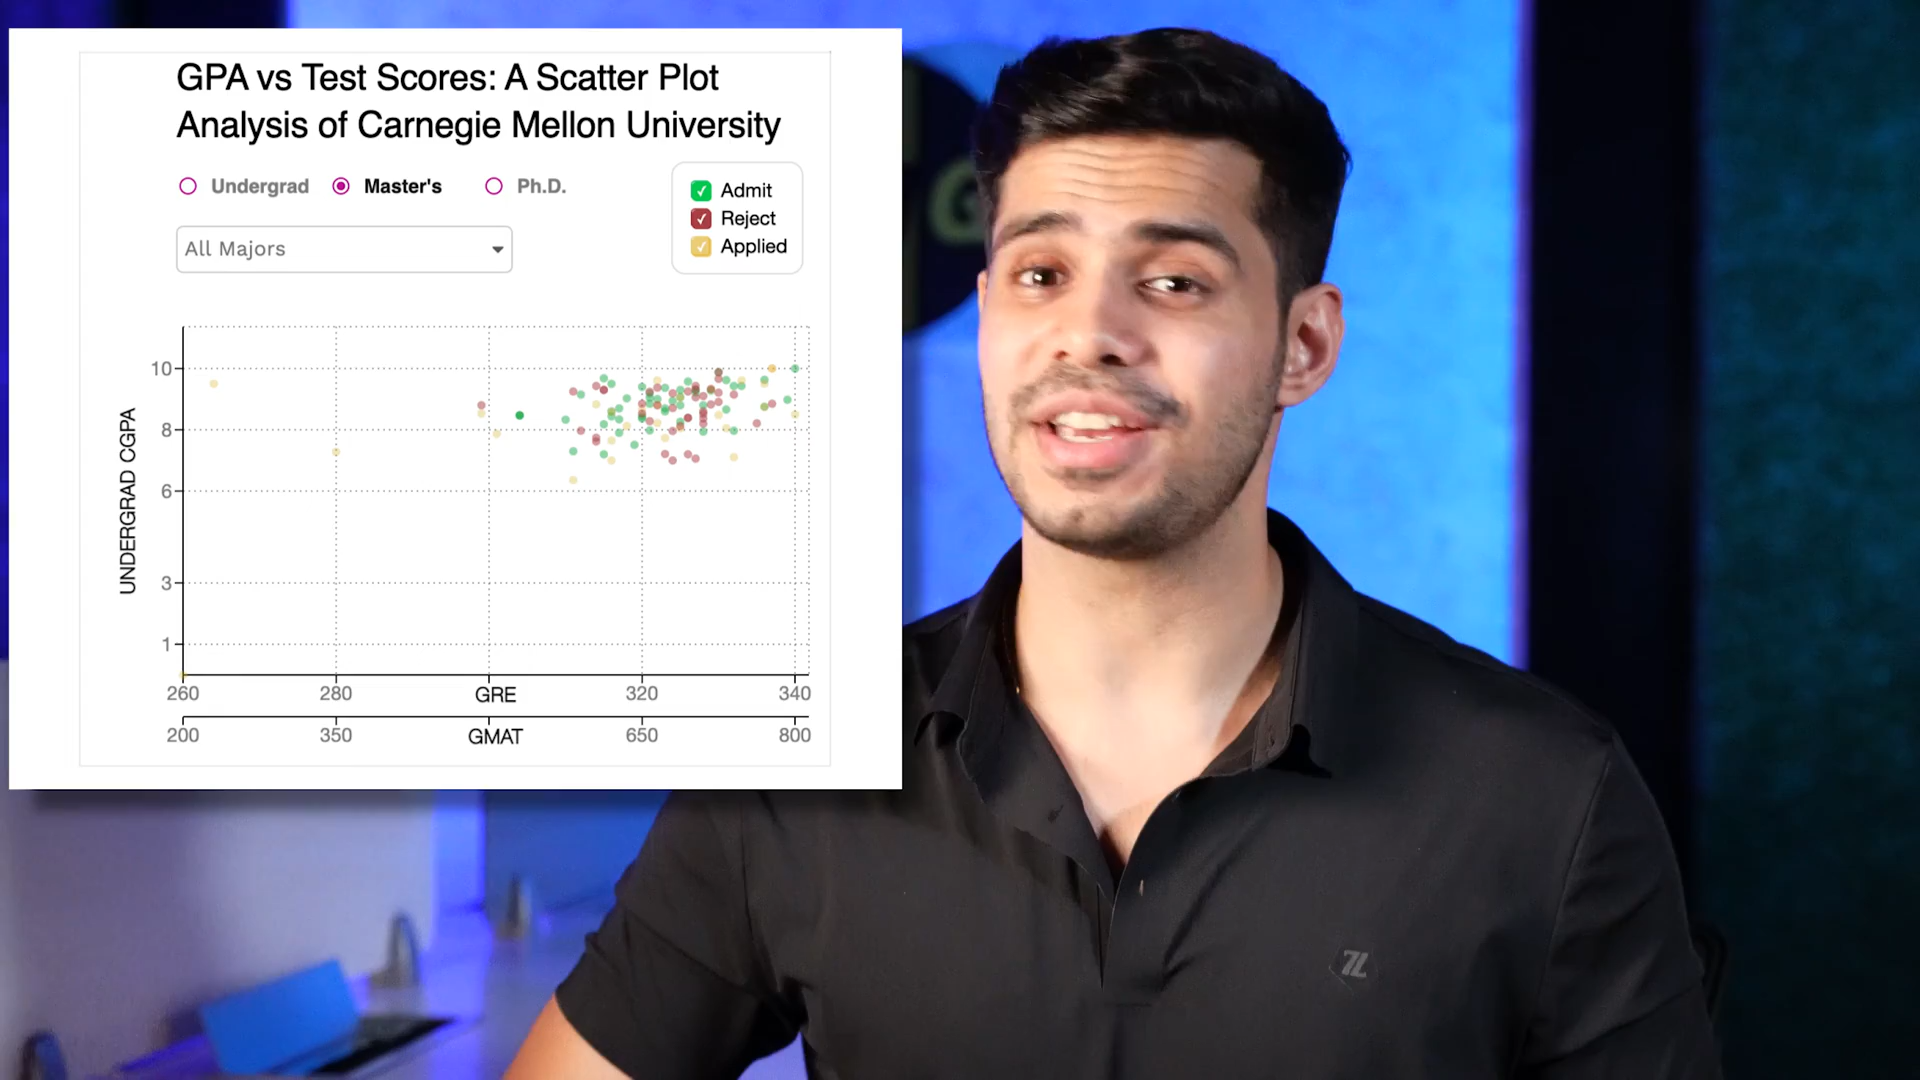 GPA vs Test Scores: A Scatter Plot
Analysis of Carnegie Mellon University
Undergrad
Master's
Ph.D.
Admit
Reject
Applied
All Majors
UNDERGRAD CGPA
10
8
6
3
1
260
280
GRE
320
340
200
350
GMAT
650
800
G